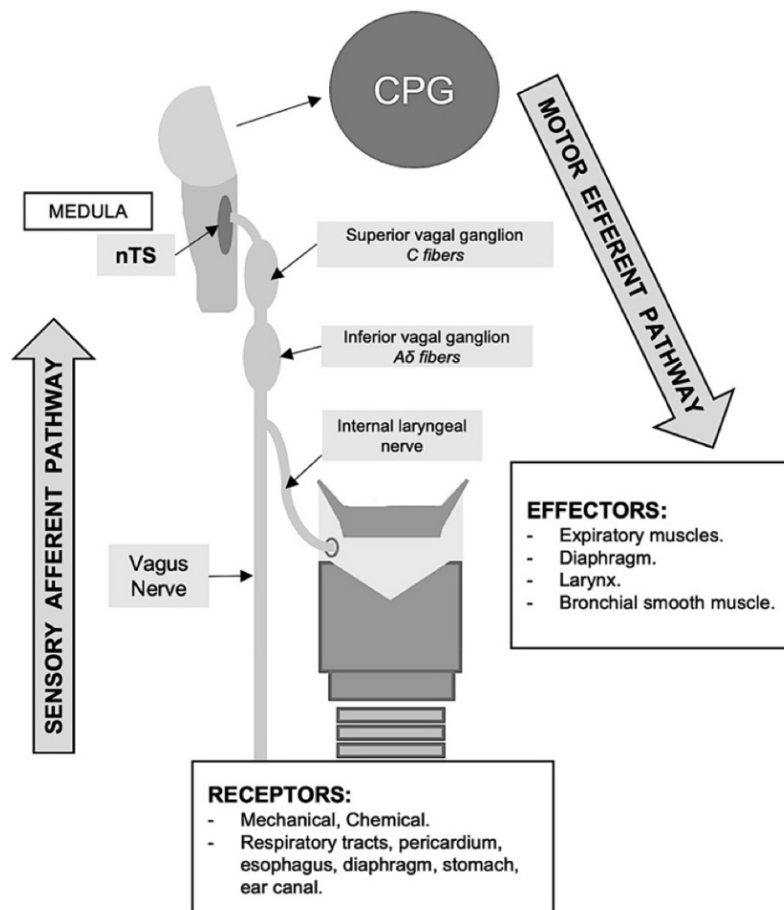 CPG
MOTOR EFFERENT PATHWAY
MEDULA
nTS
Superior vagal ganglion
C fibers
Inferior vagal ganglion
Aδ fibers
Internal laryngeal
nerve
SENSORY AFFERENT PATHWAY
Vagus
Nerve
EFFECTORS:
- Expiratory muscles.
- Diaphragm.
- Larynx.
- Bronchial smooth muscle.
RECEPTORS:
- Mechanical, Chemical.
- Respiratory tracts, pericardium,
esophagus, diaphragm, stomach,
ear canal.